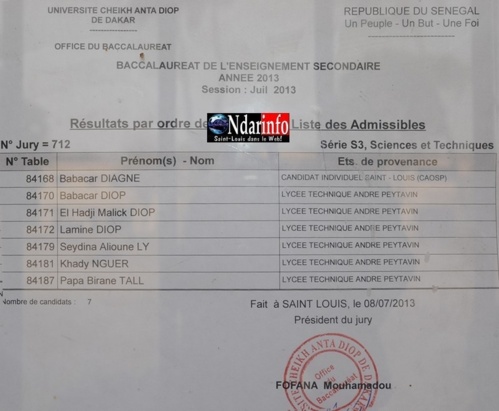 UNIVERSITE CHEIKH ANTA DIOP
DE DAKAR
OFFICE DU BACCALAUREAT
REPUBLIQUE DU SENEGAL
Un Peuple - Un But - Une Foi
BACCALAUREAT DE L'ENSEIGNEMENT SECONDAIRE
ANNEE 2013
Session : Juil 2013
Résultats par ordre de Liste des Admissibles
Ndarinfo
Saint-Louis dans le Web!
N° Jury = 712 Série S3, Sciences et Techniques
N° Table Prénom(s) - Nom Ets. de provenance
84168 Babacar DIAGNE CANDIDAT INDIVIDUEL SAINT - LOUIS (CAOSP)
84170 Babacar DIOP LYCEE TECHNIQUE ANDRE PEYTAVIN
84171 El Hadji Malick DIOP LYCEE TECHNIQUE ANDRE PEYTAVIN
84172 Lamine DIOP LYCEE TECHNIQUE ANDRE PEYTAVIN
84179 Seydina Alioune LY LYCEE TECHNIQUE ANDRE PEYTAVIN
84181 Khady NGUER LYCEE TECHNIQUE ANDRE PEYTAVIN
84187 Papa Birane TALL LYCEE TECHNIQUE ANDRE PEYTAVIN
Nombre de candidats : 7
Fait à SAINT LOUIS, le 08/07/2013
Président du jury
Office
du
Baccalauréat
FOFANA Mouhamadou